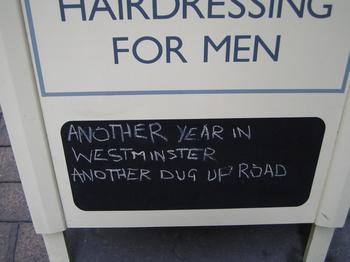 HAIRDRESSING
FOR MEN
ANOTHER YEAR IN
WESTMINSTER
ANOTHER DUG UP ROAD